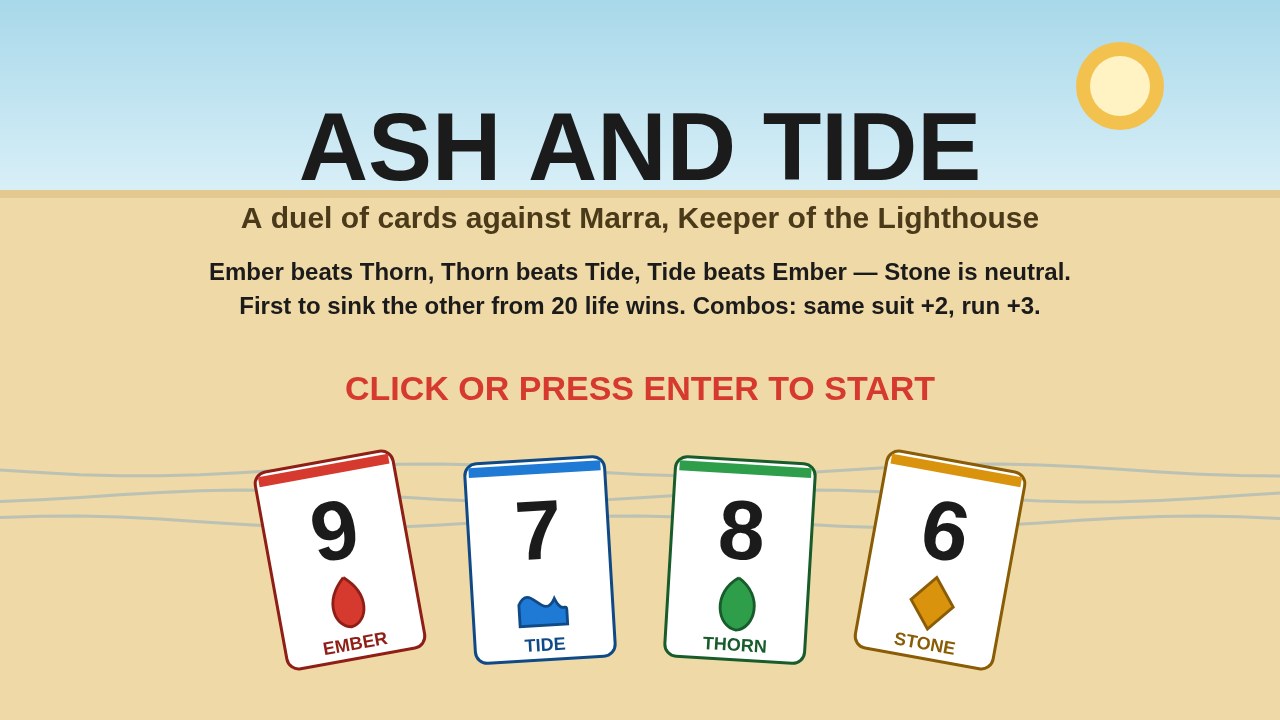 ASH AND TIDE
A duel of cards against Marra, Keeper of the Lighthouse
Ember beats Thorn, Thorn beats Tide, Tide beats Ember — Stone is neutral.
First to sink the other from 20 life wins. Combos: same suit +2, run +3.
CLICK OR PRESS ENTER TO START
9
EMBER
7
TIDE
8
THORN
6
STONE